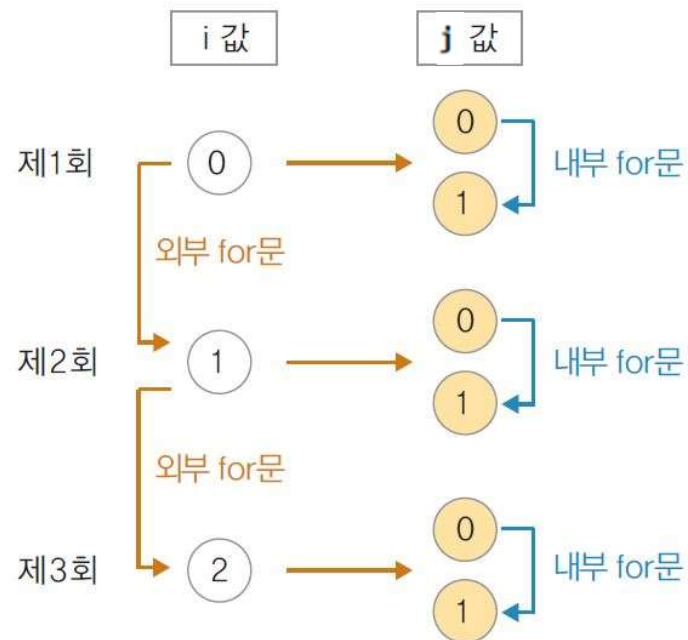 i 값 j 값
0
제1회 0 내부 for문
1
외부 for문
0
제2회 1 내부 for문
1
외부 for문
0
제3회 2 내부 for문
1